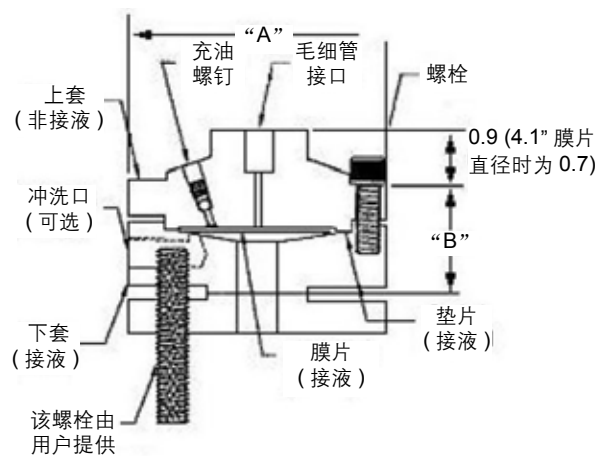 “A”
充油
螺钉
毛细管
接口
螺栓
上套
( 非接液 )
0.9 (4.1” 膜片
直径时为 0.7)
冲洗口
( 可选 )
“B”
垫片
( 接液 )
下套
( 接液 )
膜片
( 接液 )
该螺栓由
用户提供